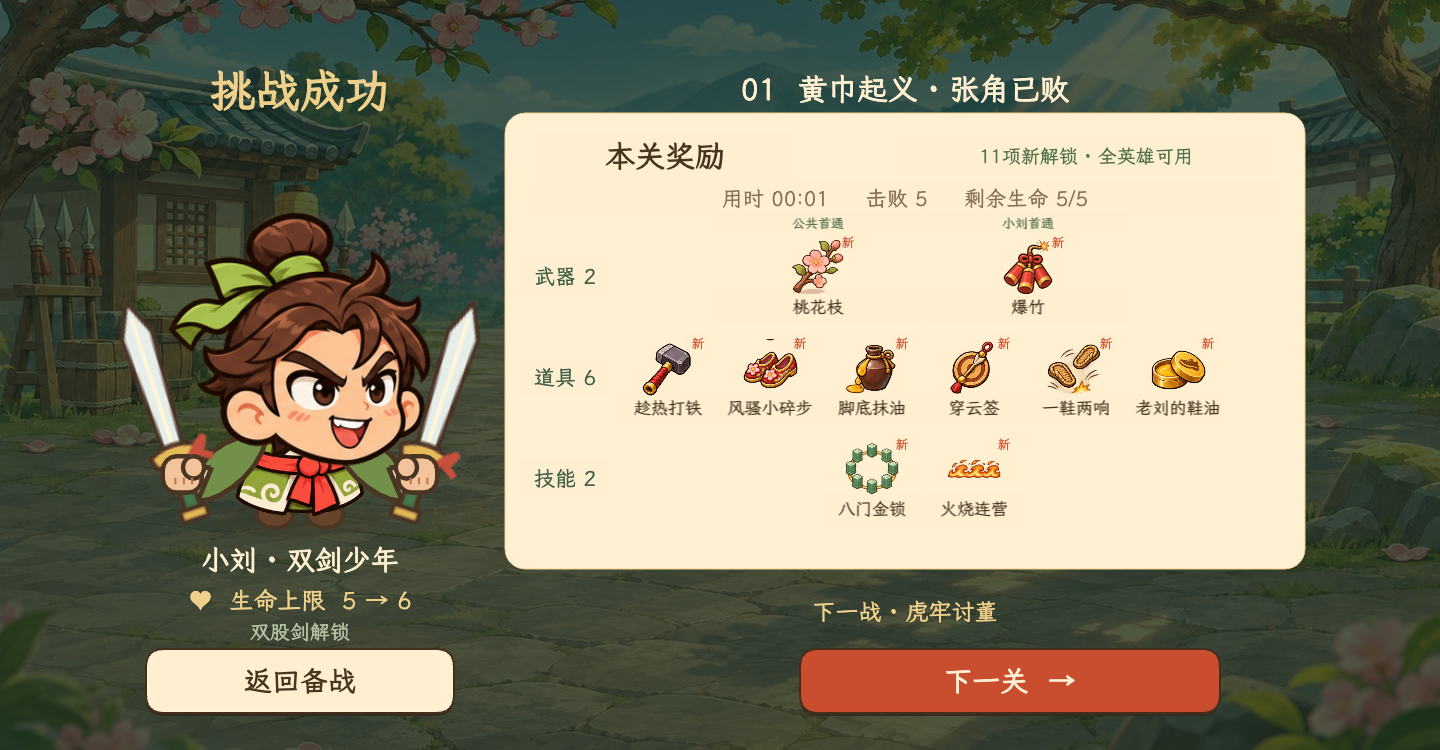 挑战成功
01 黄巾起义·张角已败
本关奖励
11项新解锁·全英雄可用
用时 00:01 击败 5 剩余生命 5/5
公共首通 小刘首通
新 新
武器 2
桃花枝 爆竹
新 新 新 新 新 新
道具 6
趁热打铁 风骚小碎步 脚底抹油 穿云签 一鞋两响 老刘的鞋油
新 新
技能 2
八门金锁 火烧连营
小刘·双剑少年
生命上限 5 → 6
双股剑解锁
下一战·虎牢讨董
返回备战
下一关 →